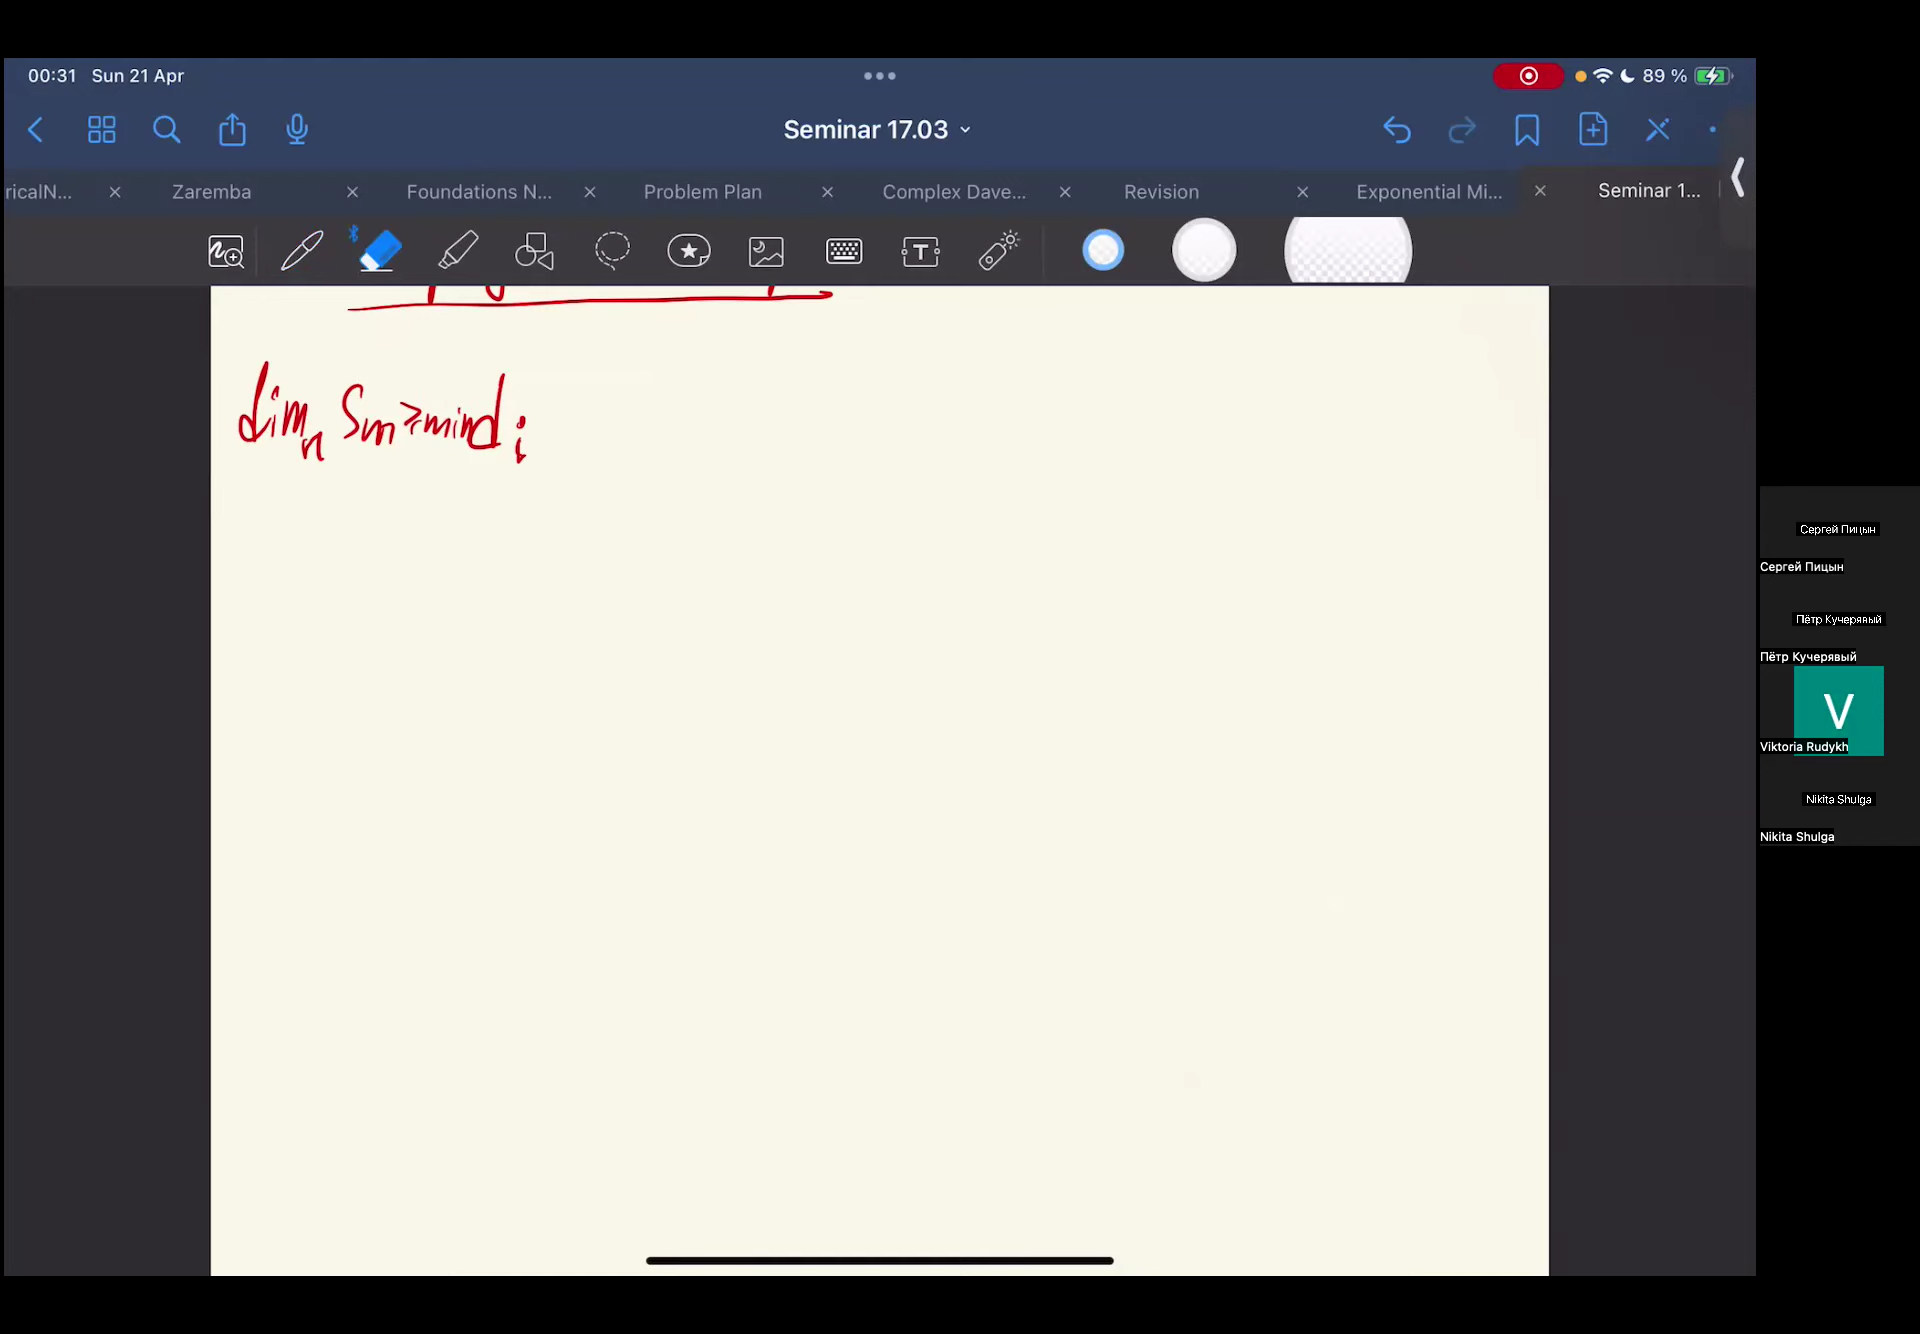 00:31 Sun 21 Apr
89 %
Seminar 17.03
ricalN...
Zaremba
Foundations N...
Problem Plan
Complex Dave...
Revision
Exponential Mi...
Seminar 1...
dim_n S_m ≥ min d_i
Сергей Пицын
Сергей Пицын
Пётр Кучерявый
Пётр Кучерявый
V
Viktoria Rudykh
Nikita Shulga
Nikita Shulga